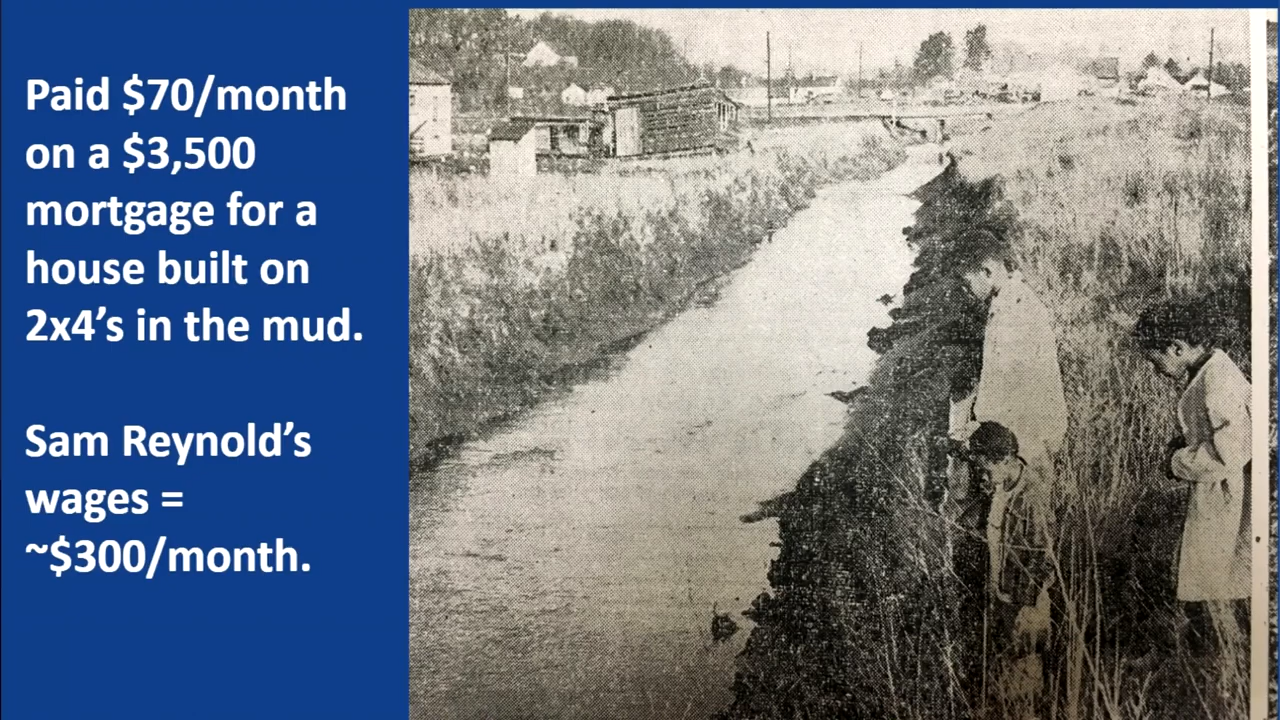 Paid $70/month
on a $3,500
mortgage for a
house built on
2x4’s in the mud.
Sam Reynold’s
wages =
~$300/month.